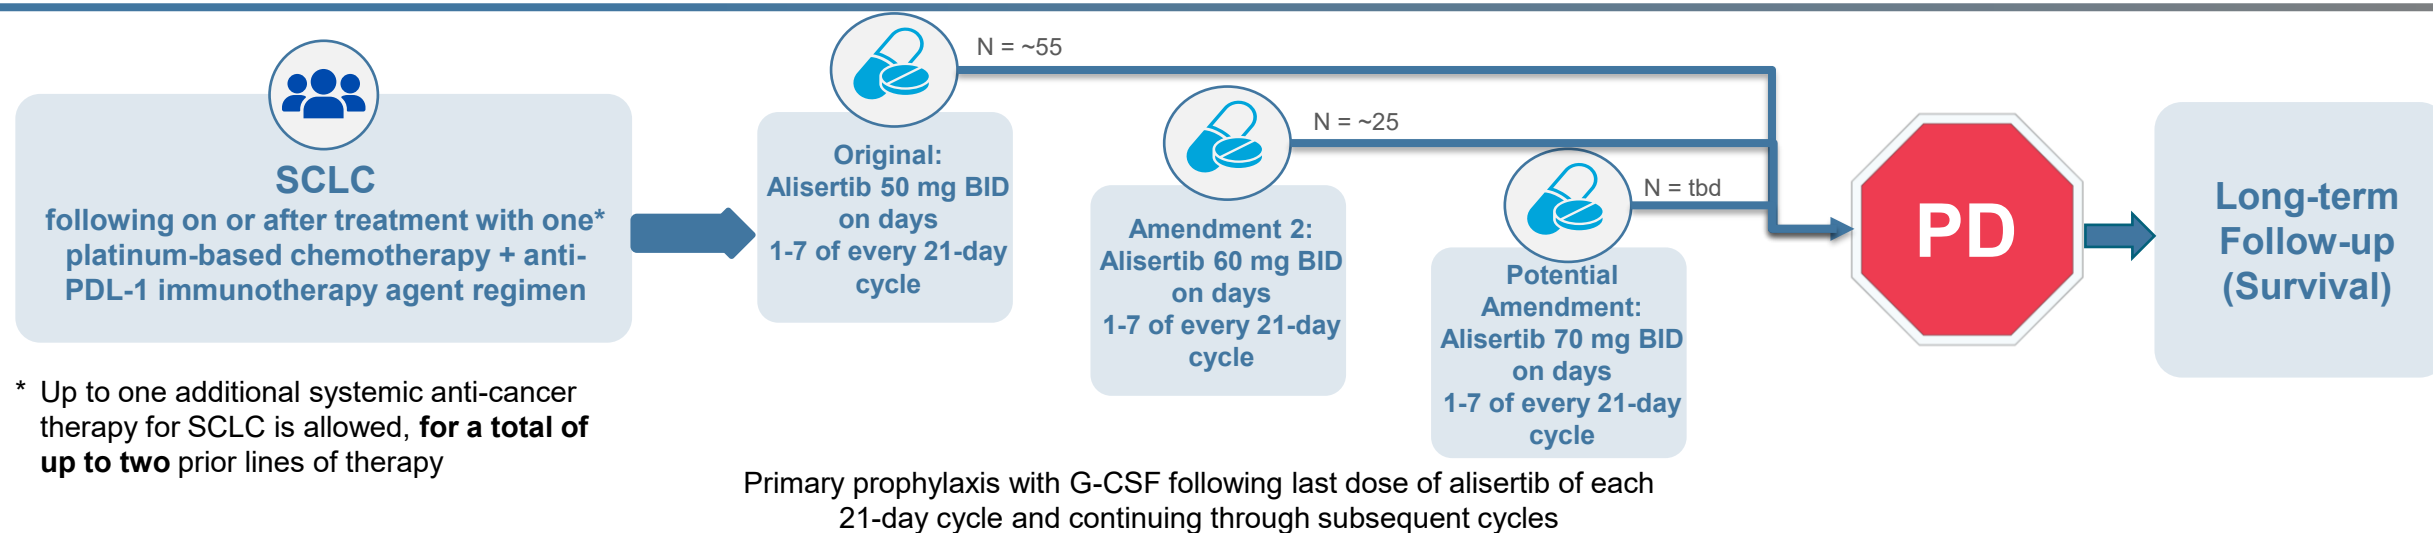 SCLC
following on or after treatment with one*
platinum-based chemotherapy + anti-
PDL-1 immunotherapy agent regimen
* Up to one additional systemic anti-cancer
therapy for SCLC is allowed, for a total of
up to two prior lines of therapy
N = ~55
Original:
Alisertib 50 mg BID
on days
1-7 of every 21-day
cycle
N = ~25
Amendment 2:
Alisertib 60 mg BID
on days
1-7 of every 21-day
cycle
N = tbd
Potential
Amendment:
Alisertib 70 mg BID
on days
1-7 of every 21-day
cycle
Primary prophylaxis with G-CSF following last dose of alisertib of each
21-day cycle and continuing through subsequent cycles
PD
Long-term
Follow-up
(Survival)